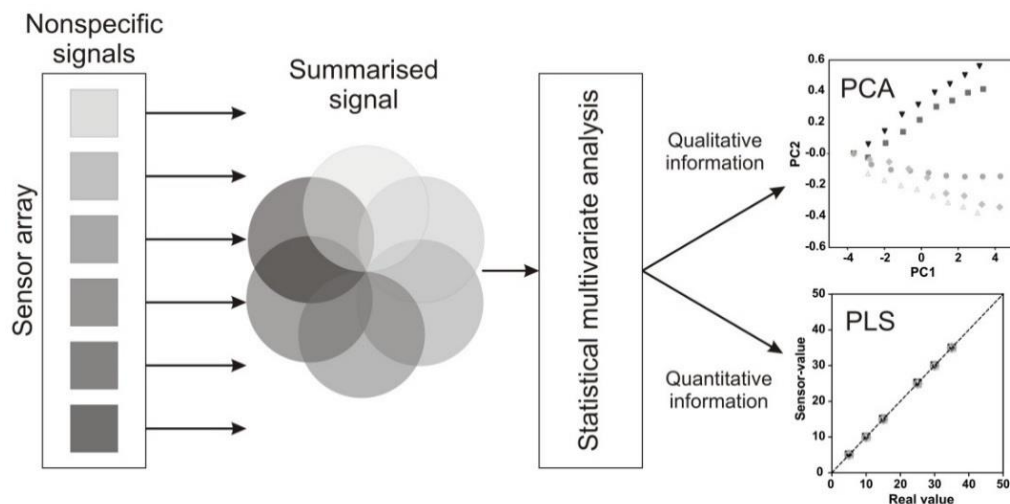 Nonspecific
signals
Sensor array
Summarised
signal
Statistical multivariate analysis
Qualitative
information
Quantitative
information
PCA
PC2
0.6
0.4
0.2
-0.0
-0.2
-0.4
-0.6
-4
-2
0
2
4
PC1
PLS
Sensor-value
50
40
30
20
10
0
0
10
20
30
40
50
Real value